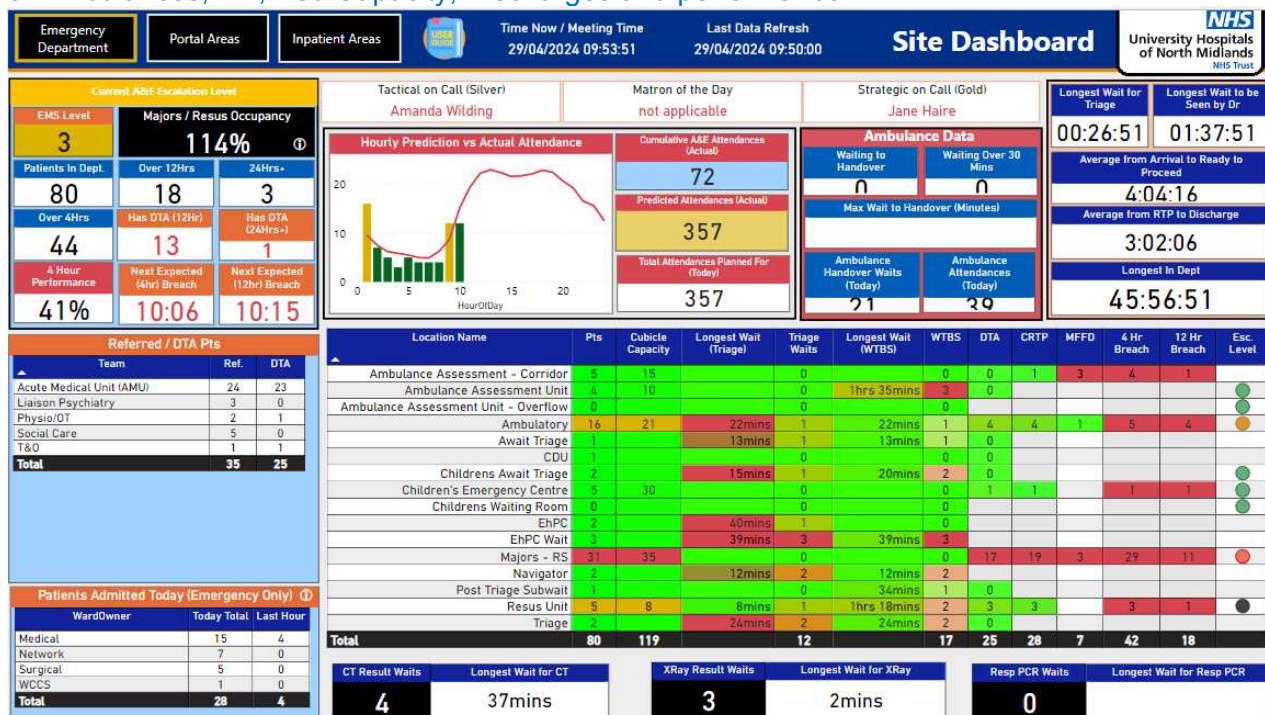 Emergency Department
Portal Areas
Inpatient Areas
USER GUIDE
Time Now / Meeting Time
29/04/2024 09:53:51
Last Data Refresh
29/04/2024 09:50:00
Site Dashboard
NHS
University Hospitals
of North Midlands
NHS Trust
Current A&E Escalation Level
EMS Level
3
Majors / Resus Occupancy
114%
Patients In Dept.
80
Over 12Hrs
18
24Hrs+
3
Over 4Hrs
44
Has DTA (12Hr)
13
Has DTA (24Hrs+)
1
4 Hour Performance
41%
Next Expected (4hr) Breach
10:06
Next Expected (12hr) Breach
10:15
Tactical on Call (Silver)
Amanda Wilding
Matron of the Day
not applicable
Strategic on Call (Gold)
Jane Haire
Hourly Prediction vs Actual Attendance
20
10
0
0 5 10 15 20
HourOfDay
Cumulative A&E Attendances (Actual)
72
Predicted Attendances (Actual)
357
Total Attendances Planned For (Today)
357
Ambulance Data
Waiting to Handover
0
Waiting Over 30 Mins
0
Max Wait to Handover (Minutes)
Ambulance Handover Waits (Today)
21
Ambulance Attendances (Today)
39
Longest Wait for Triage
00:26:51
Longest Wait to be Seen by Dr
01:37:51
Average from Arrival to Ready to Proceed
4:04:16
Average from RTP to Discharge
3:02:06
Longest In Dept
45:56:51
Referred / DTA Pts
Team Ref. DTA
Acute Medical Unit (AMU) 24 23
Liaison Psychiatry 3 0
Physio/OT 2 1
Social Care 5 0
T&O 1 1
Total 35 25
Patients Admitted Today (Emergency Only)
WardOwner Today Total Last Hour
Medical 15 4
Network 7 0
Surgical 5 0
WCCS 1 0
Total 28 4
Location Name Pts Cubicle Capacity Longest Wait (Triage) Triage Waits Longest Wait (WTBS) WTBS DTA CRTP MFFD 4 Hr Breach 12 Hr Breach Esc. Level
Ambulance Assessment - Corridor 5 15 0 0 0 1 3 4 1
Ambulance Assessment Unit 4 10 0 1hrs 35mins 3 0
Ambulance Assessment Unit - Overflow 0 0 0
Ambulatory 16 21 22mins 1 22mins 1 4 4 1 5 4
Await Triage 1 13mins 1 13mins 1 0
CDU 1 0 0 0
Childrens Await Triage 2 15mins 1 20mins 2 0
Children's Emergency Centre 5 30 0 0 1 1 1 1
Childrens Waiting Room 0 0 0
EhPC 2 40mins 1 0
EhPC Wait 3 39mins 3 39mins 3
Majors - RS 31 35 0 0 17 19 3 29 11
Navigator 2 12mins 2 12mins 2
Post Triage Subwait 1 0 34mins 1 0
Resus Unit 5 8 8mins 1 1hrs 18mins 2 3 3 3 1
Triage 2 24mins 2 24mins 2 0
Total 80 119 12 17 25 28 7 42 18
CT Result Waits
4
Longest Wait for CT
37mins
XRay Result Waits
3
Longest Wait for XRay
2mins
Resp PCR Waits
0
Longest Wait for Resp PCR